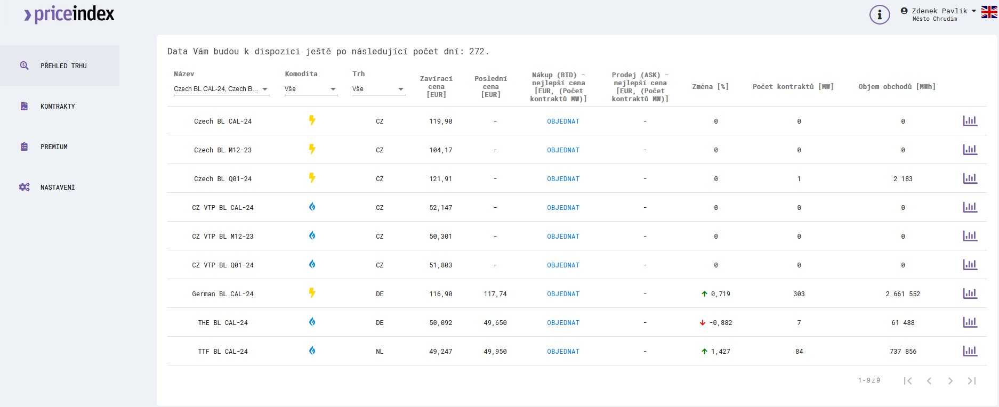 priceindex
i
Zdenek Pavlík
Město Chrudim
PŘEHLED TRHU
KONTRAKTY
PREMIUM
NASTAVENÍ
Data Vám budou k dispozici ještě po následující počet dní: 272.
Název
Czech BL CAL-24, Czech B...
Komodita
Vše
Trh
Vše
Zavírací
cena
[EUR]
Poslední
cena
[EUR]
Nákup (BID) -
nejlepší cena
[EUR, (Počet
kontraktů MW)]
Prodej (ASK) -
nejlepší cena
[EUR, (Počet
kontraktů MW)]
Změna [%]
Počet kontraktů [MW]
Objem obchodů [MWh]
Czech BL CAL-24 CZ 119,90 - OBJEDNAT - 0 0 0
Czech BL M12-23 CZ 104,17 - OBJEDNAT - 0 0 0
Czech BL Q01-24 CZ 121,91 - OBJEDNAT - 0 1 2 183
CZ VTP BL CAL-24 CZ 52,147 - OBJEDNAT - 0 0 0
CZ VTP BL M12-23 CZ 50,301 - OBJEDNAT - 0 0 0
CZ VTP BL Q01-24 CZ 51,803 - OBJEDNAT - 0 0 0
German BL CAL-24 DE 116,90 117,74 OBJEDNAT - 0,719 303 2 661 552
THE BL CAL-24 DE 50,092 49,650 OBJEDNAT - -0,882 7 61 488
TTF BL CAL-24 NL 49,247 49,950 OBJEDNAT - 1,427 84 737 856
1-9z9